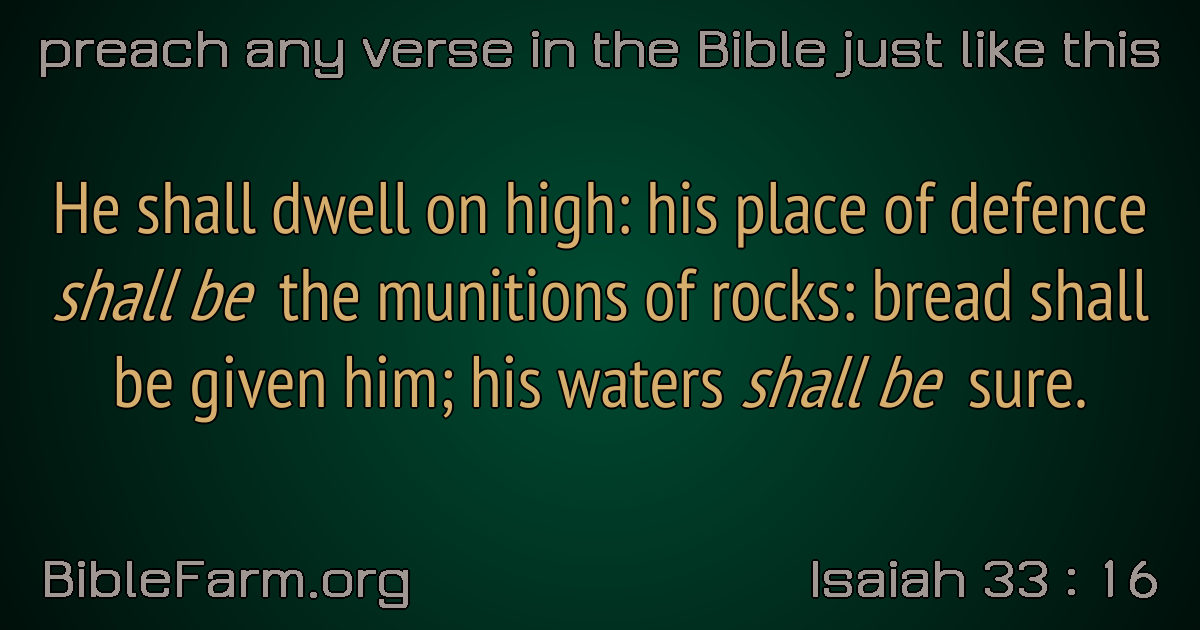 preach any verse in the Bible just like this
He shall dwell on high: his place of defence
shall be the munitions of rocks: bread shall
be given him; his waters shall be sure.
BibleFarm.org
Isaiah 33 : 16